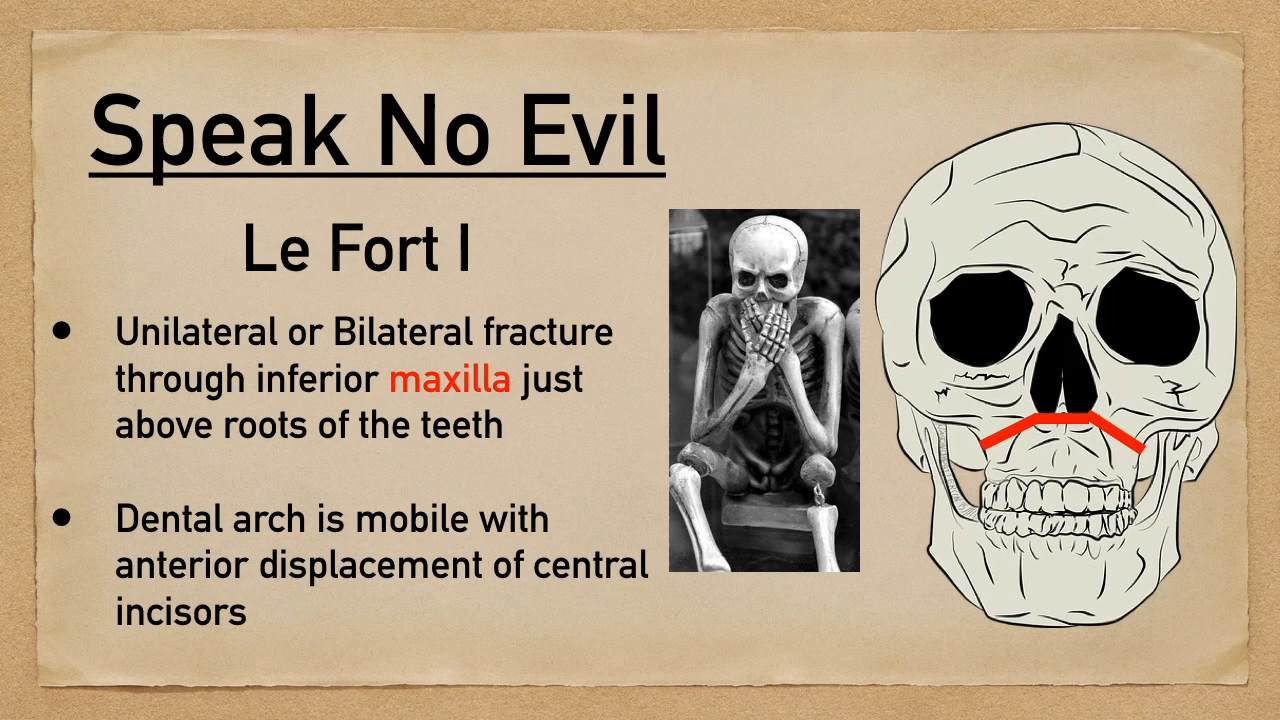 Speak No Evil
Le Fort I
• Unilateral or Bilateral fracture
through inferior maxilla just
above roots of the teeth
• Dental arch is mobile with
anterior displacement of central
incisors